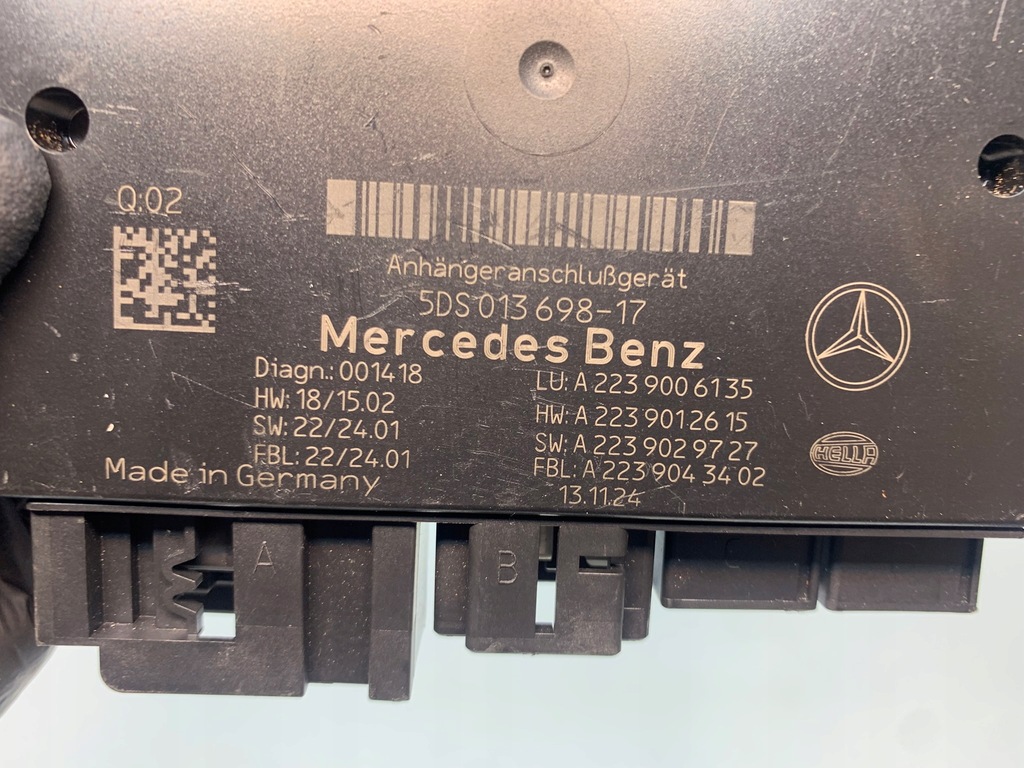 Q:02
Anhängeranschlußgerät
5DS 013 698-17
Mercedes Benz
Diagn.: 001418
HW: 18/15.02
SW: 22/24.01
FBL: 22/24.01
Made in Germany
LU: A 223 900 61 35
HW: A 223 901 26 15
SW: A 223 902 97 27
FBL: A 223 904 34 02
13.11.24
HELLA
A
B
C